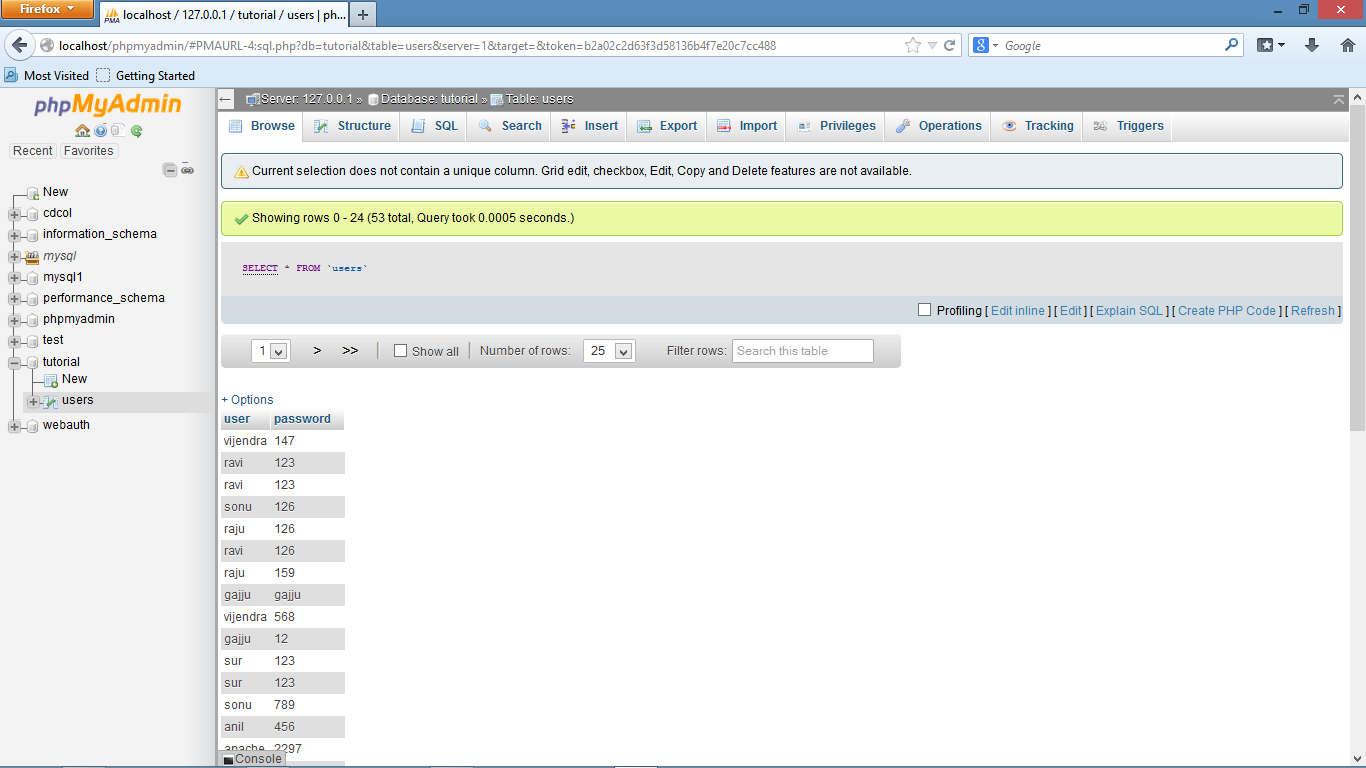 Firefox
localhost / 127.0.0.1 / tutorial / users | ph...
localhost/phpmyadmin/#PMAURL-4:sql.php?db=tutorial&table=users&server=1&target=&token=b2a02c2d63f3d58136b4f7e20c7cc488
Google
Most Visited Getting Started
phpMyAdmin
Recent Favorites
New
cdcol
information_schema
mysql
mysql1
performance_schema
phpmyadmin
test
tutorial
New
users
webauth
Server: 127.0.0.1 » Database: tutorial » Table: users
Browse Structure SQL Search Insert Export Import Privileges Operations Tracking Triggers
Current selection does not contain a unique column. Grid edit, checkbox, Edit, Copy and Delete features are not available.
Showing rows 0 - 24 (53 total, Query took 0.0005 seconds.)
SELECT * FROM `users`
Profiling [ Edit inline ] [ Edit ] [ Explain SQL ] [ Create PHP Code ] [ Refresh ]
1 > >> Show all Number of rows: 25 Filter rows: Search this table
+ Options
user password
vijendra 147
ravi 123
ravi 123
sonu 126
raju 126
ravi 126
raju 159
gajju gajju
vijendra 568
gajju 12
sur 123
sur 123
sonu 789
anil 456
apache 2297
Console